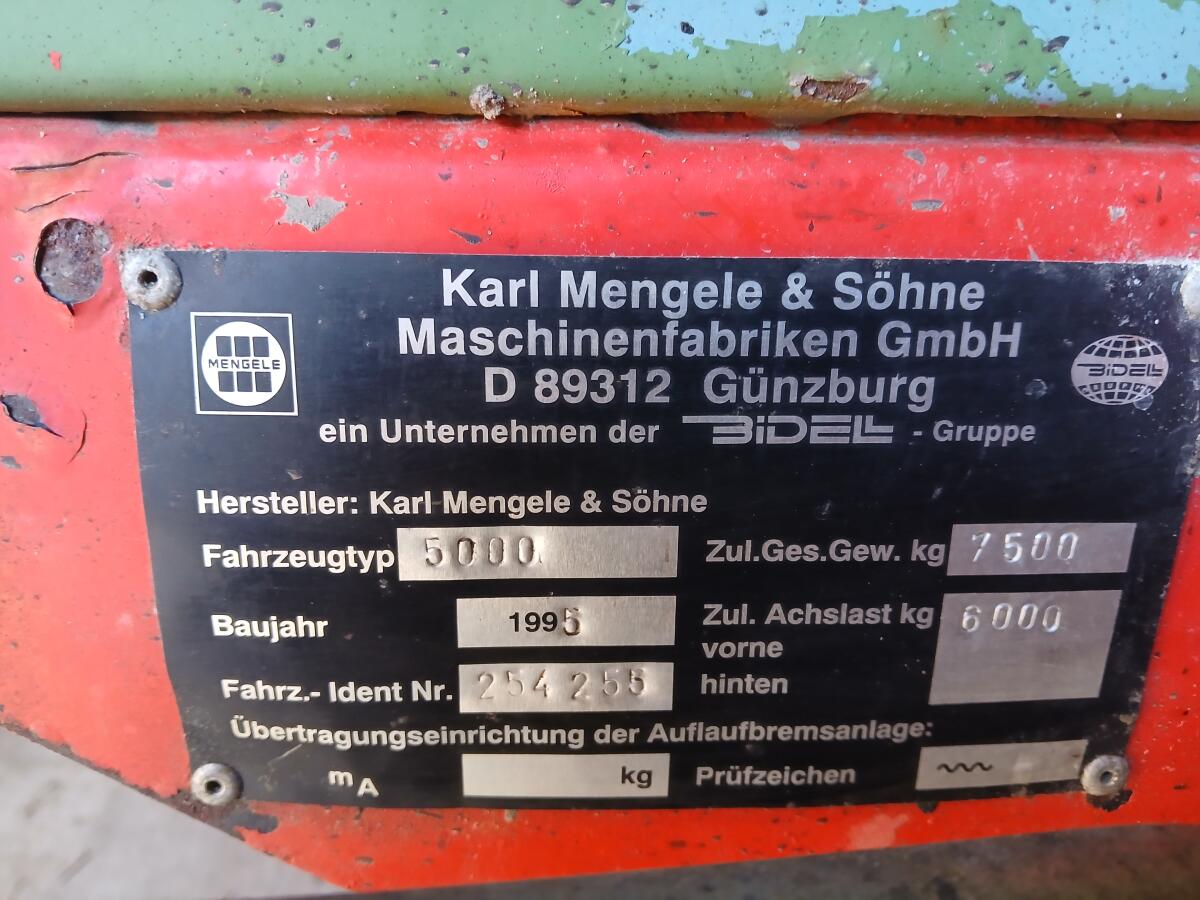 Karl Mengele & Söhne
Maschinenfabriken GmbH
D 89312 Günzburg
MENGELE
BiDELL
ein Unternehmen der BiDELL - Gruppe
Hersteller: Karl Mengele & Söhne
Fahrzeugtyp 5000
Zul.Ges.Gew. kg 7500
Baujahr 1995
Zul. Achslast kg 6000
vorne
Fahrz.- Ident Nr. 254 255
hinten
Übertragungseinrichtung der Auflaufbremsanlage:
mA kg Prüfzeichen